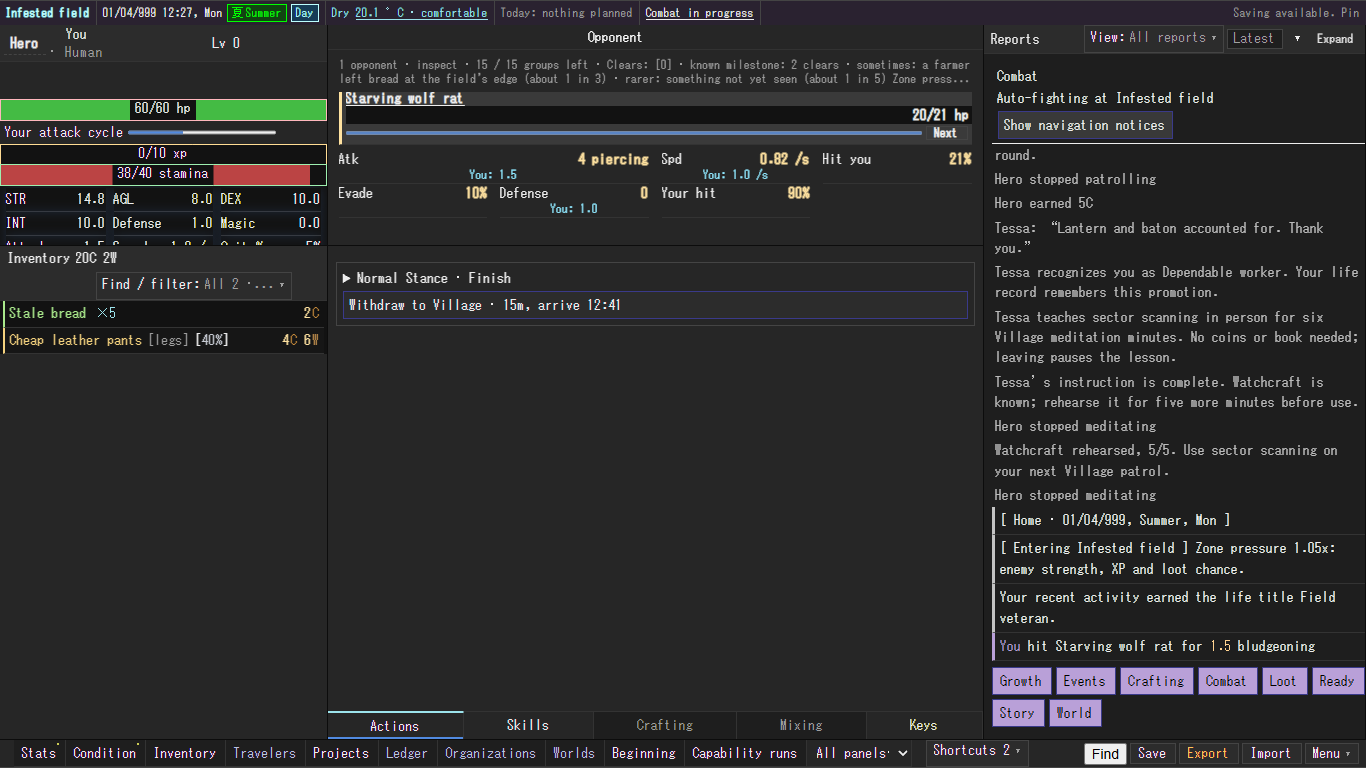 Infested field 01/04/999 12:27, Mon 夏Summer Day Dry 20.1 °C · comfortable Today: nothing planned Combat in progress Saving available. Pin
Hero · You Lv 0
Human
60/60 hp
Your attack cycle
0/10 xp
38/40 stamina
STR 14.8 AGL 8.0 DEX 10.0
INT 10.0 Defense 1.0 Magic 0.0
Inventory 20C 2W
Find / filter: All 2 ·... ▾
Stale bread ×5 2C
Cheap leather pants [legs] [40%] 4C 6W
Opponent
1 opponent · inspect · 15 / 15 groups left · Clears: [0] · known milestone: 2 clears · sometimes: a farmer
left bread at the field's edge (about 1 in 3) · rarer: something not yet seen (about 1 in 5) Zone press...
Starving wolf rat
20/21 hp
Next
Atk 4 piercing Spd 0.82 /s Hit you 21%
You: 1.5 You: 1.0 /s
Evade 10% Defense 0 Your hit 90%
You: 1.0
▶ Normal Stance · Finish
Withdraw to Village · 15m, arrive 12:41
Actions Skills Crafting Mixing Keys
Reports View: All reports ▾ Latest ▾ Expand
Combat
Auto-fighting at Infested field
Show navigation notices
round.
Hero stopped patrolling
Hero earned 5C
Tessa: “Lantern and baton accounted for. Thank
you.”
Tessa recognizes you as Dependable worker. Your life
record remembers this promotion.
Tessa teaches sector scanning in person for six
Village meditation minutes. No coins or book needed;
leaving pauses the lesson.
Tessa's instruction is complete. Watchcraft is
known; rehearse it for five more minutes before use.
Hero stopped meditating
Watchcraft rehearsed, 5/5. Use sector scanning on
your next Village patrol.
Hero stopped meditating
[ Home · 01/04/999, Summer, Mon ]
[ Entering Infested field ] Zone pressure 1.05x:
enemy strength, XP and loot chance.
Your recent activity earned the life title Field
veteran.
You hit Starving wolf rat for 1.5 bludgeoning
Growth Events Crafting Combat Loot Ready
Story World
Stats Condition Inventory Travelers Projects Ledger Organizations Worlds Beginning Capability runs All panels· Shortcuts 2 ▾ Find Save Export Import Menu ▾